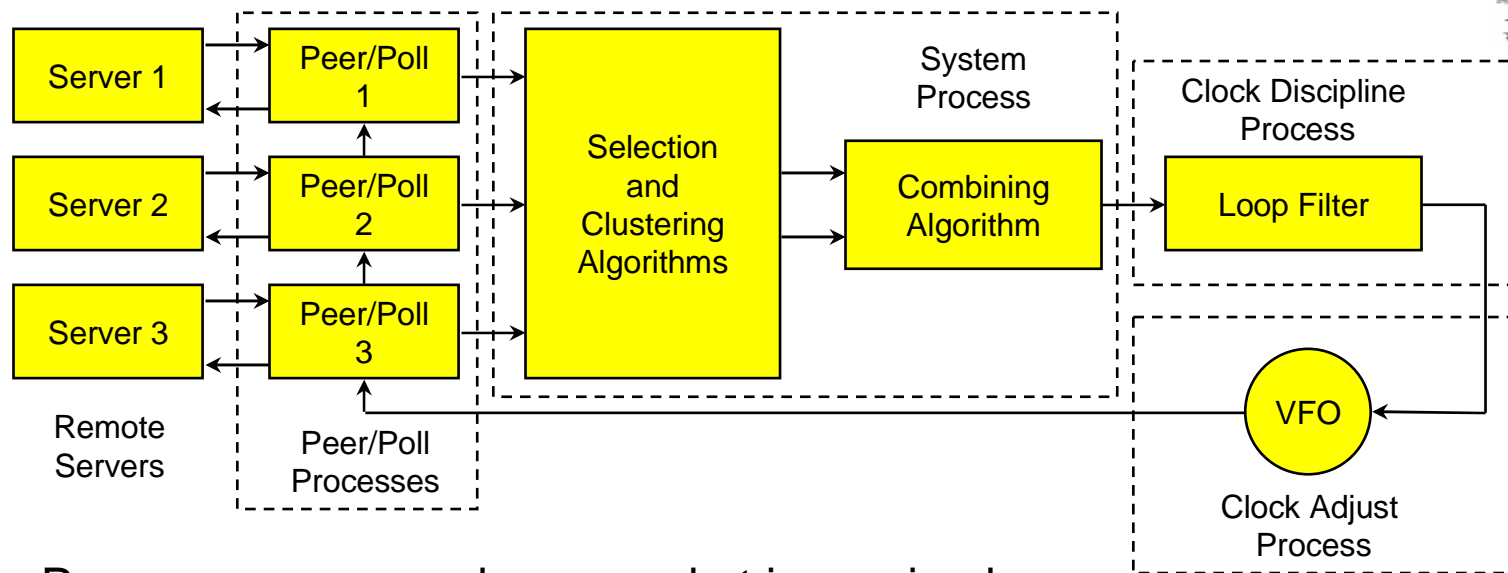 Server 1
Peer/Poll
1
Server 2
Peer/Poll
2
Server 3
Peer/Poll
3
Remote
Servers
Peer/Poll
Processes
Selection
and
Clustering
Algorithms
System
Process
Combining
Algorithm
Clock Discipline
Process
Loop Filter
VFO
Clock Adjust
Process